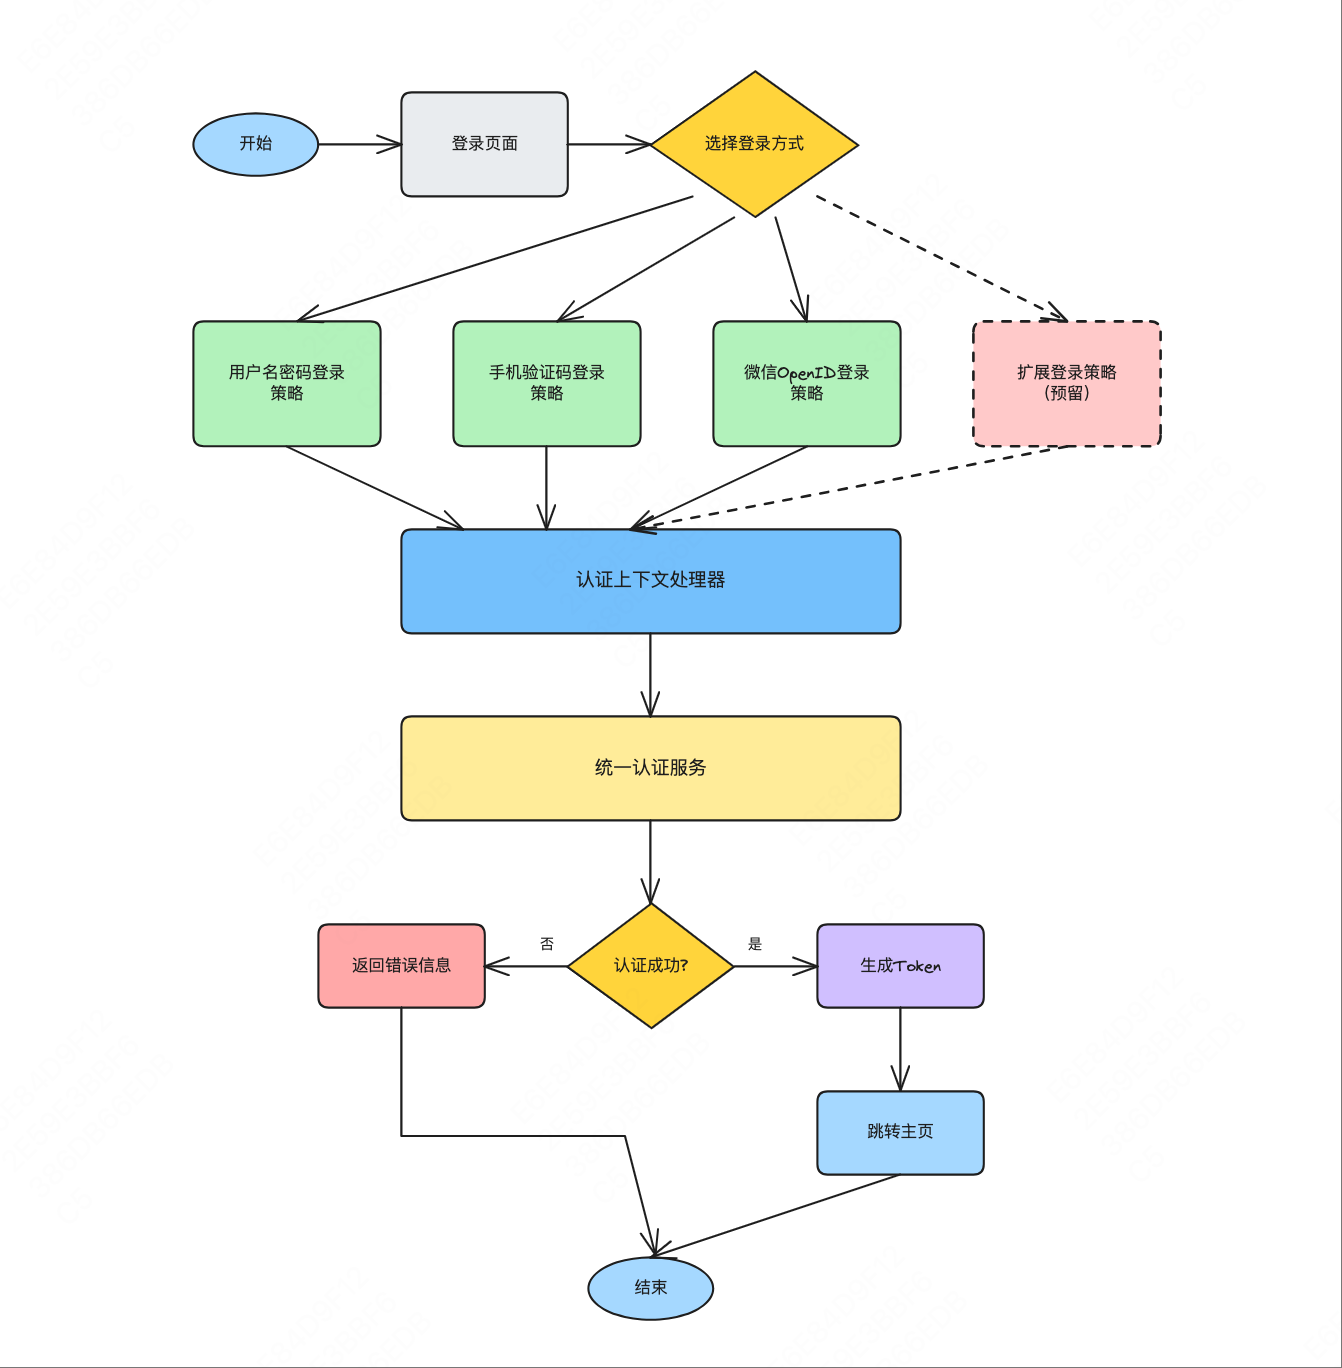 开始
登录页面
选择登录方式
用户名密码登录
策略
手机验证码登录
策略
微信OpenID登录
策略
扩展登录策略
(预留)
认证上下文处理器
统一认证服务
返回错误信息
否
认证成功?
是
生成Token
跳转主页
结束